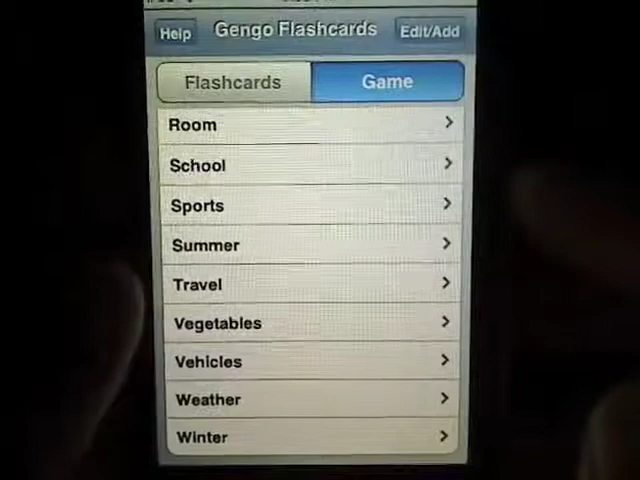 Help
Gengo Flashcards
Edit/Add
Flashcards
Game
Room
School
Sports
Summer
Travel
Vegetables
Vehicles
Weather
Winter